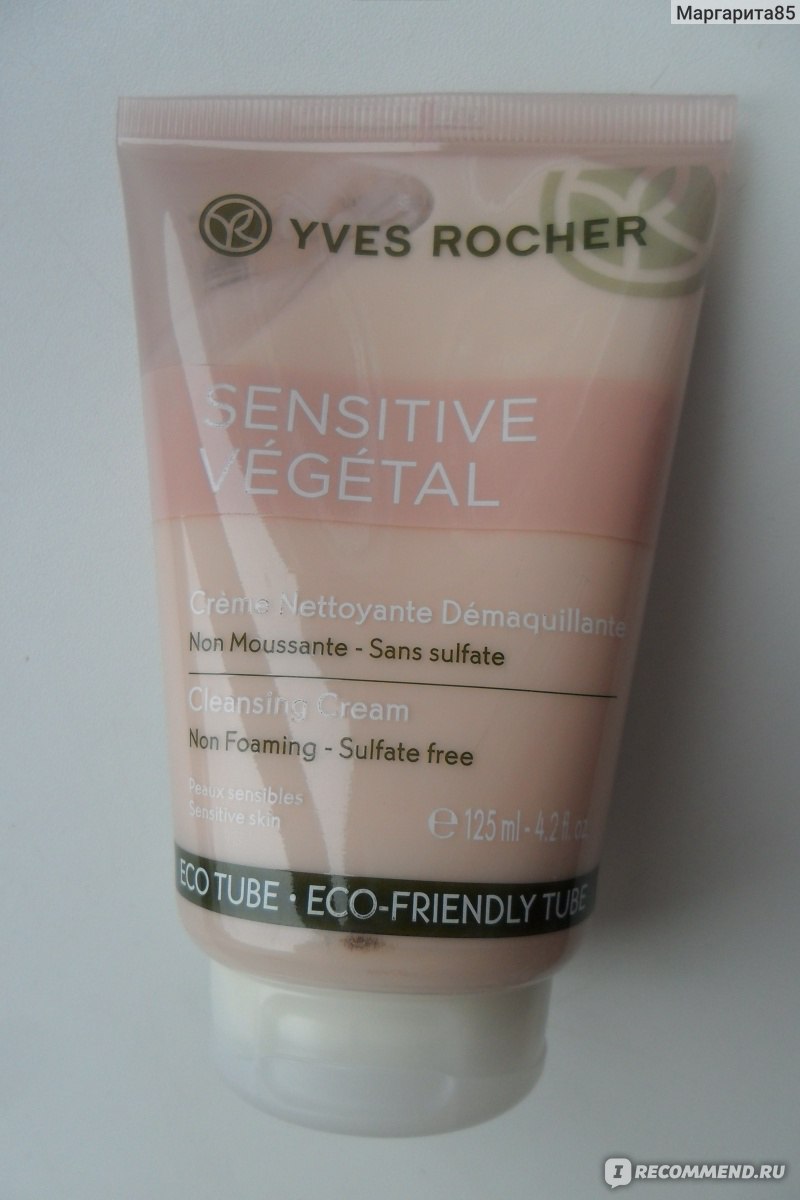 Маргарита85
YVES ROCHER
SENSITIVE
VÉGÉTAL
Crème Nettoyante Démaquillante
Non Moussante - Sans sulfate
Cleansing Cream
Non Foaming - Sulfate free
Peaux sensibles
Sensitive skin
℮ 125 ml - 4.2 fl. oz.
ECO TUBE · ECO-FRIENDLY TUBE
IRECOMMEND.RU